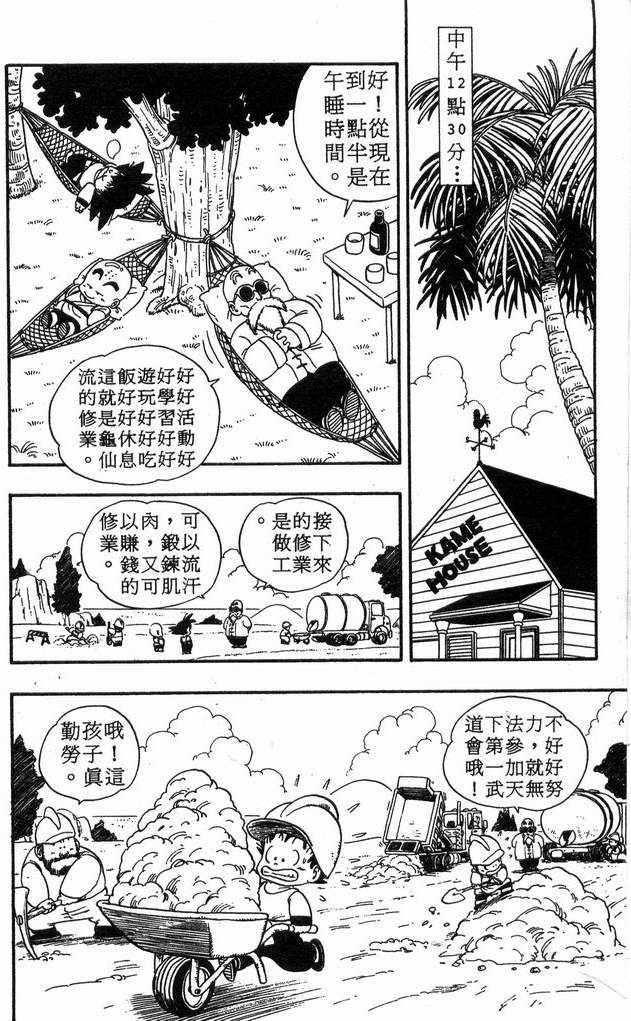 中午12點30分…
KAME
HOUSE
好！從現在
到一點半是
午睡時間。
好好活動好
好學習好好
遊玩好好吃
飯好好休息
這就是龜仙
流的修業。
接下來
的修業
是做工
。
可以流汗
，鍛鍊肌
肉，又可
以賺錢的
修業。
不好好努
力，就無
法參加天
下第一武
道會哦！
哦！這
孩子眞
勤勞。